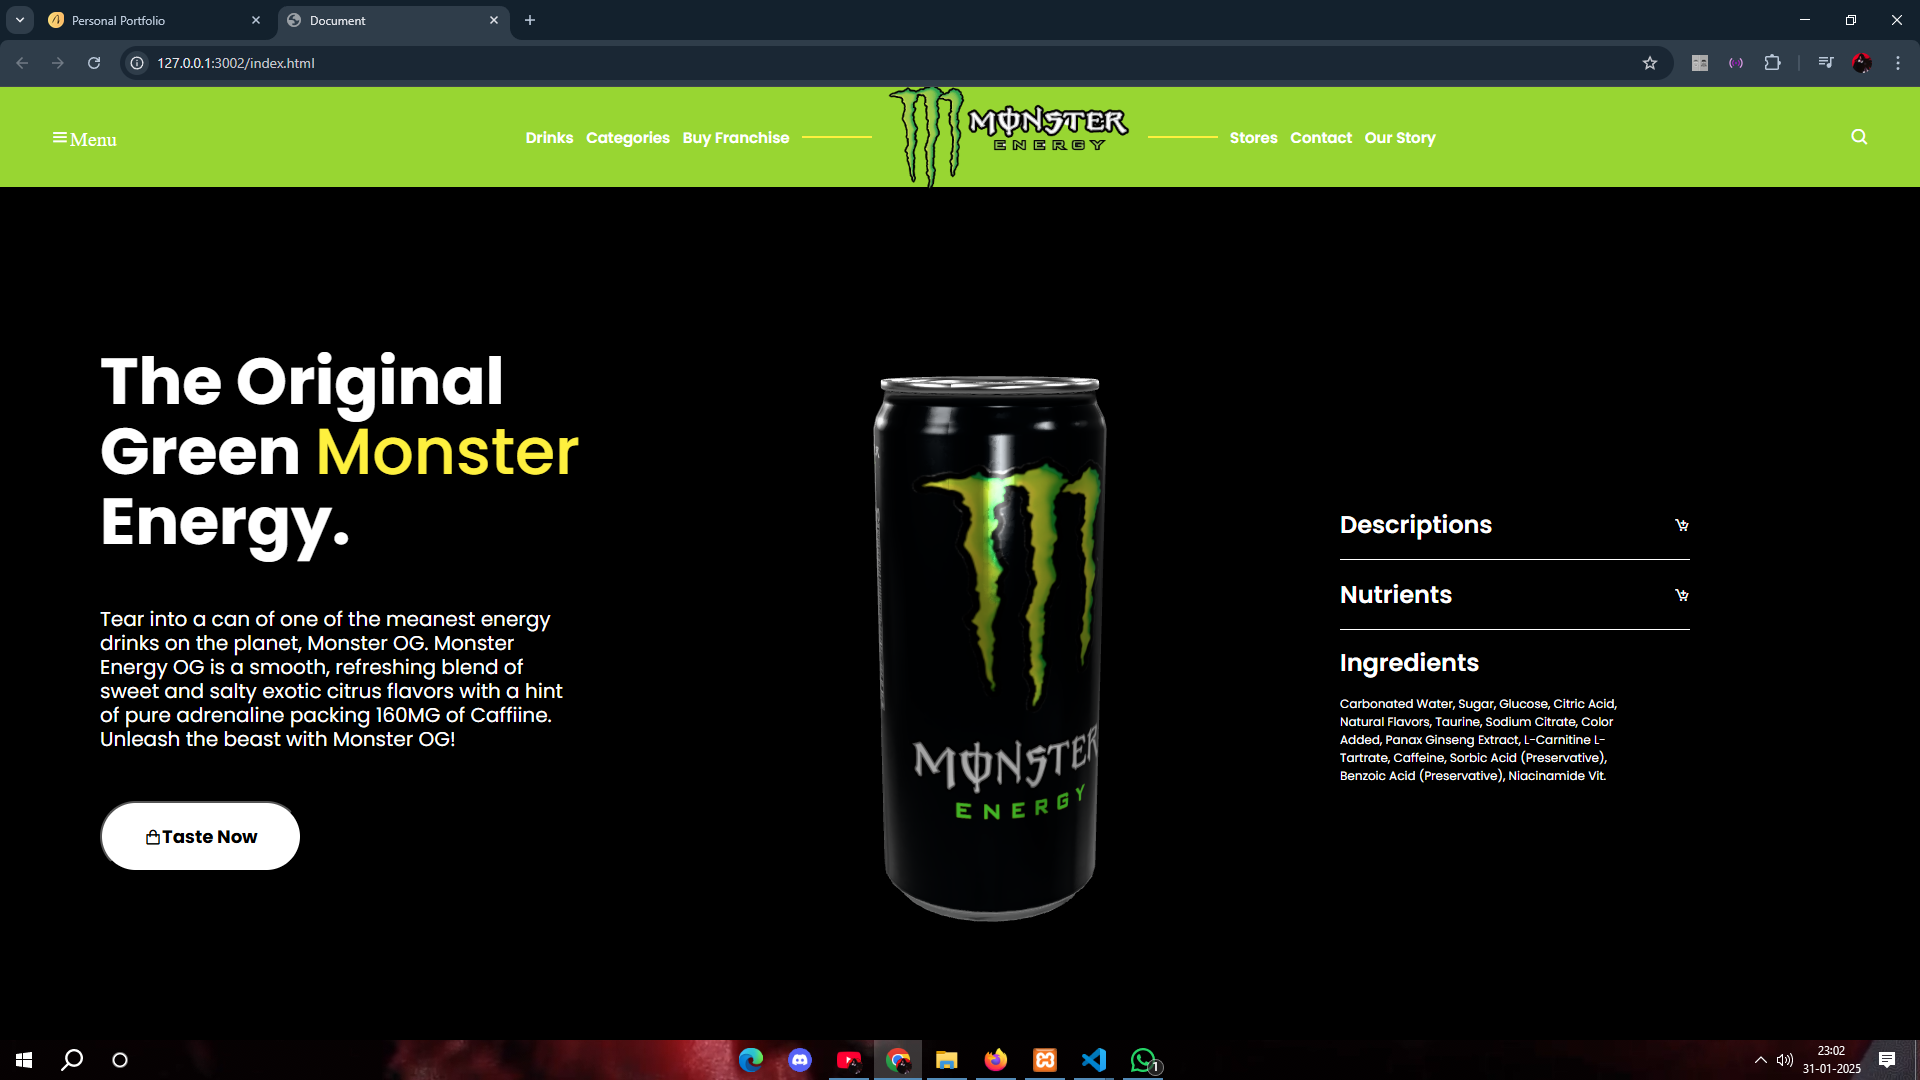 Personal Portfolio
Document
127.0.0.1:3002/index.html
Menu
Drinks Categories Buy Franchise
MONSTER
ENERGY
Stores Contact Our Story
The Original
Green Monster
Energy.
Tear into a can of one of the meanest energy
drinks on the planet, Monster OG. Monster
Energy OG is a smooth, refreshing blend of
sweet and salty exotic citrus flavors with a hint
of pure adrenaline packing 160MG of Caffiine.
Unleash the beast with Monster OG!
Taste Now
MONSTER
ENERGY
Descriptions
Nutrients
Ingredients
Carbonated Water, Sugar, Glucose, Citric Acid,
Natural Flavors, Taurine, Sodium Citrate, Color
Added, Panax Ginseng Extract, L-Carnitine L-
Tartrate, Caffeine, Sorbic Acid (Preservative),
Benzoic Acid (Preservative), Niacinamide Vit.
1
23:02
31-01-2025